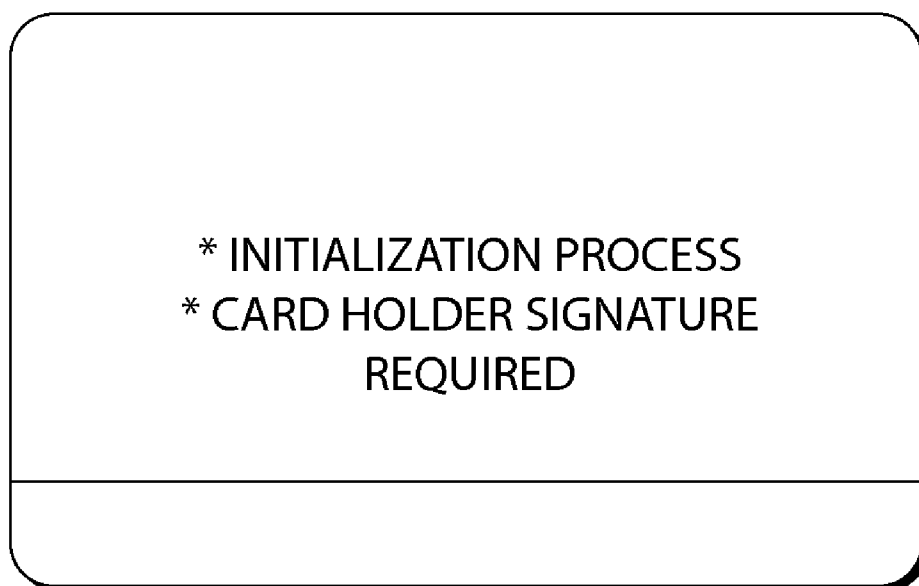 * INITIALIZATION PROCESS
* CARD HOLDER SIGNATURE
REQUIRED